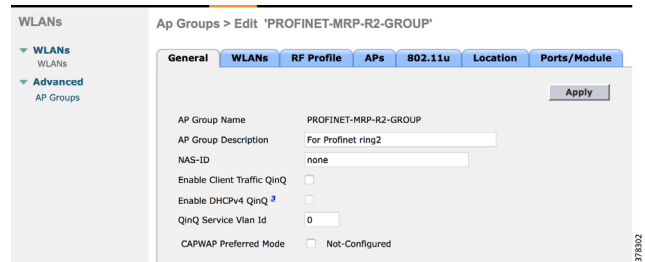 WLANs
Ap Groups > Edit 'PROFINET-MRP-R2-GROUP'
WLANs
WLANs
Advanced
AP Groups
General WLANs RF Profile APs 802.11u Location Ports/Module
Apply
AP Group Name PROFINET-MRP-R2-GROUP
AP Group Description For Profinet ring2
NAS-ID none
Enable Client Traffic QinQ
Enable DHCPv4 QinQ 3
QinQ Service Vlan Id 0
CAPWAP Preferred Mode Not-Configured
378302